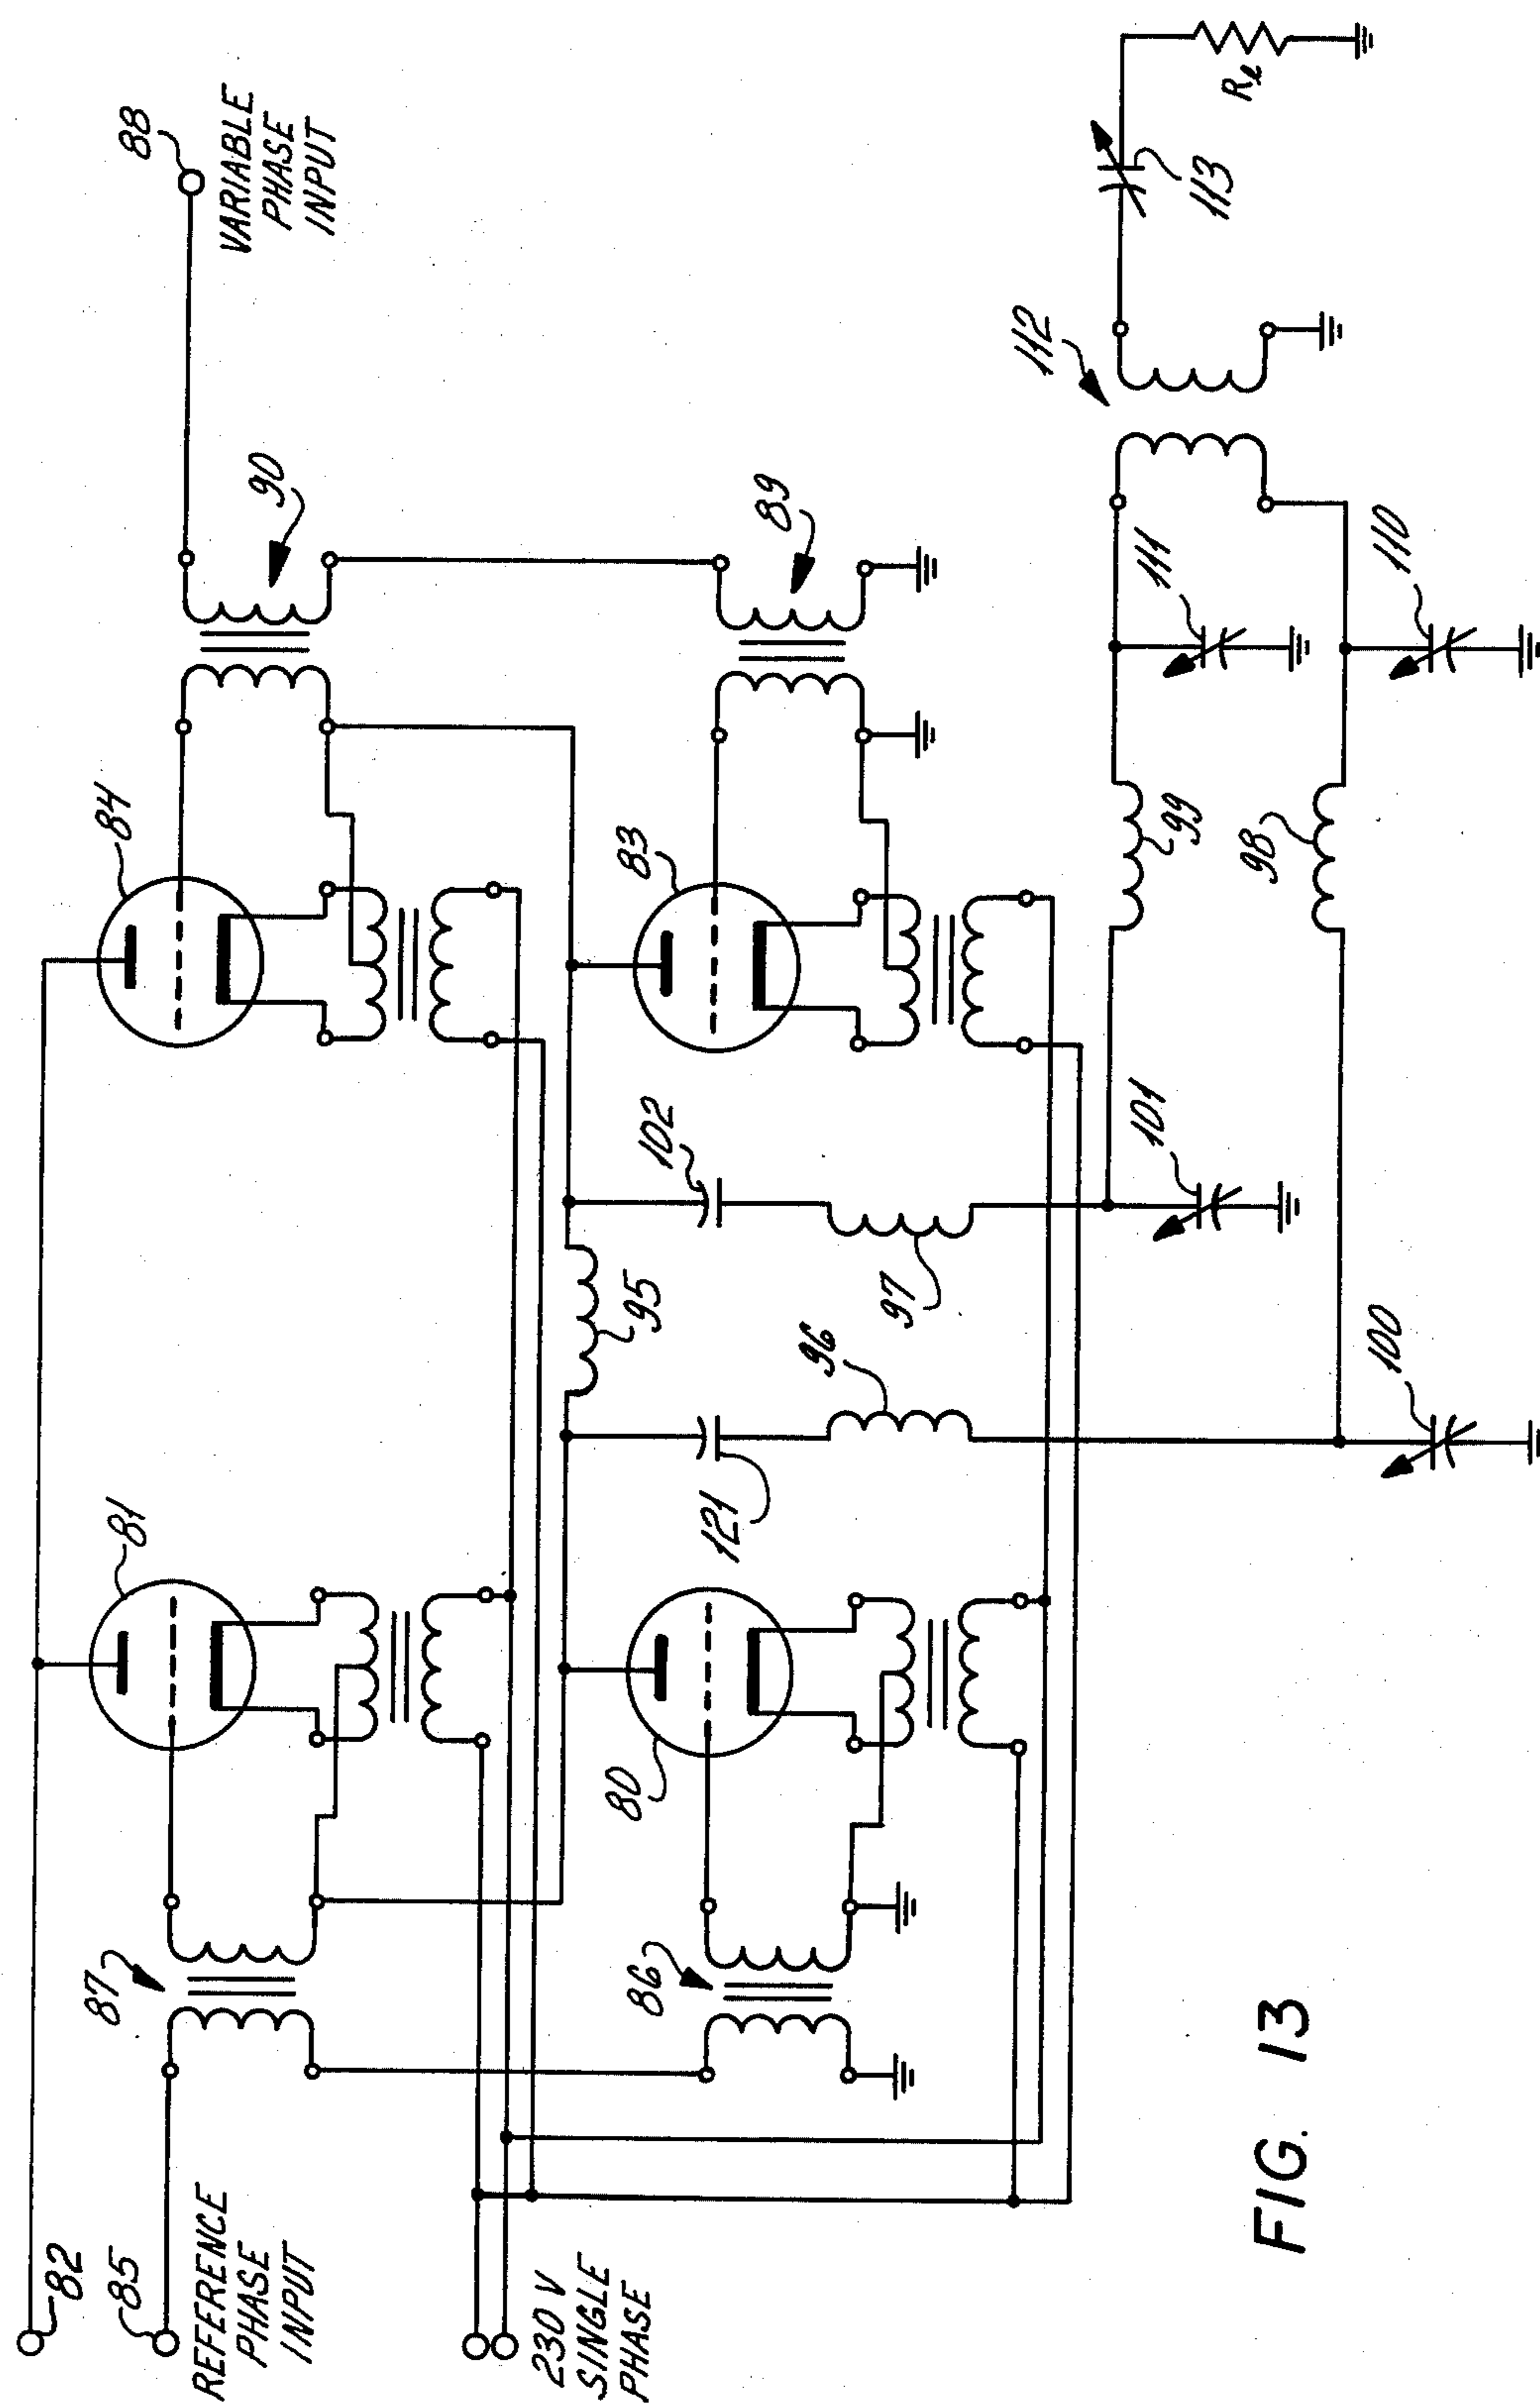 82
85
REFERENCE
PHASE
INPUT
230 V
SINGLE
PHASE
87
81
84
90
88
VARIABLE
PHASE
INPUT
86
80
121
96
95
102
97
83
89
100
101
99
98
111
110
112
113
Rℓ
FIG. 13